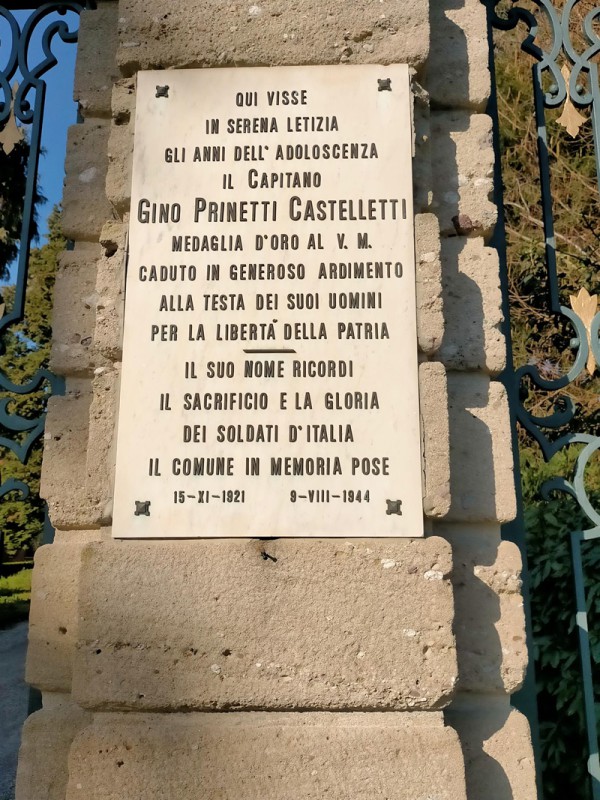 QUI VISSE
IN SERENA LETIZIA
GLI ANNI DELL' ADOLOSCENZA
IL CAPITANO
GINO PRINETTI CASTELLETTI
MEDAGLIA D'ORO AL V. M.
CADUTO IN GENEROSO ARDIMENTO
ALLA TESTA DEI SUOI UOMINI
PER LA LIBERTÀ DELLA PATRIA
IL SUO NOME RICORDI
IL SACRIFICIO E LA GLORIA
DEI SOLDATI D'ITALIA
IL COMUNE IN MEMORIA POSE
15-XI-1921 9-VIII-1944